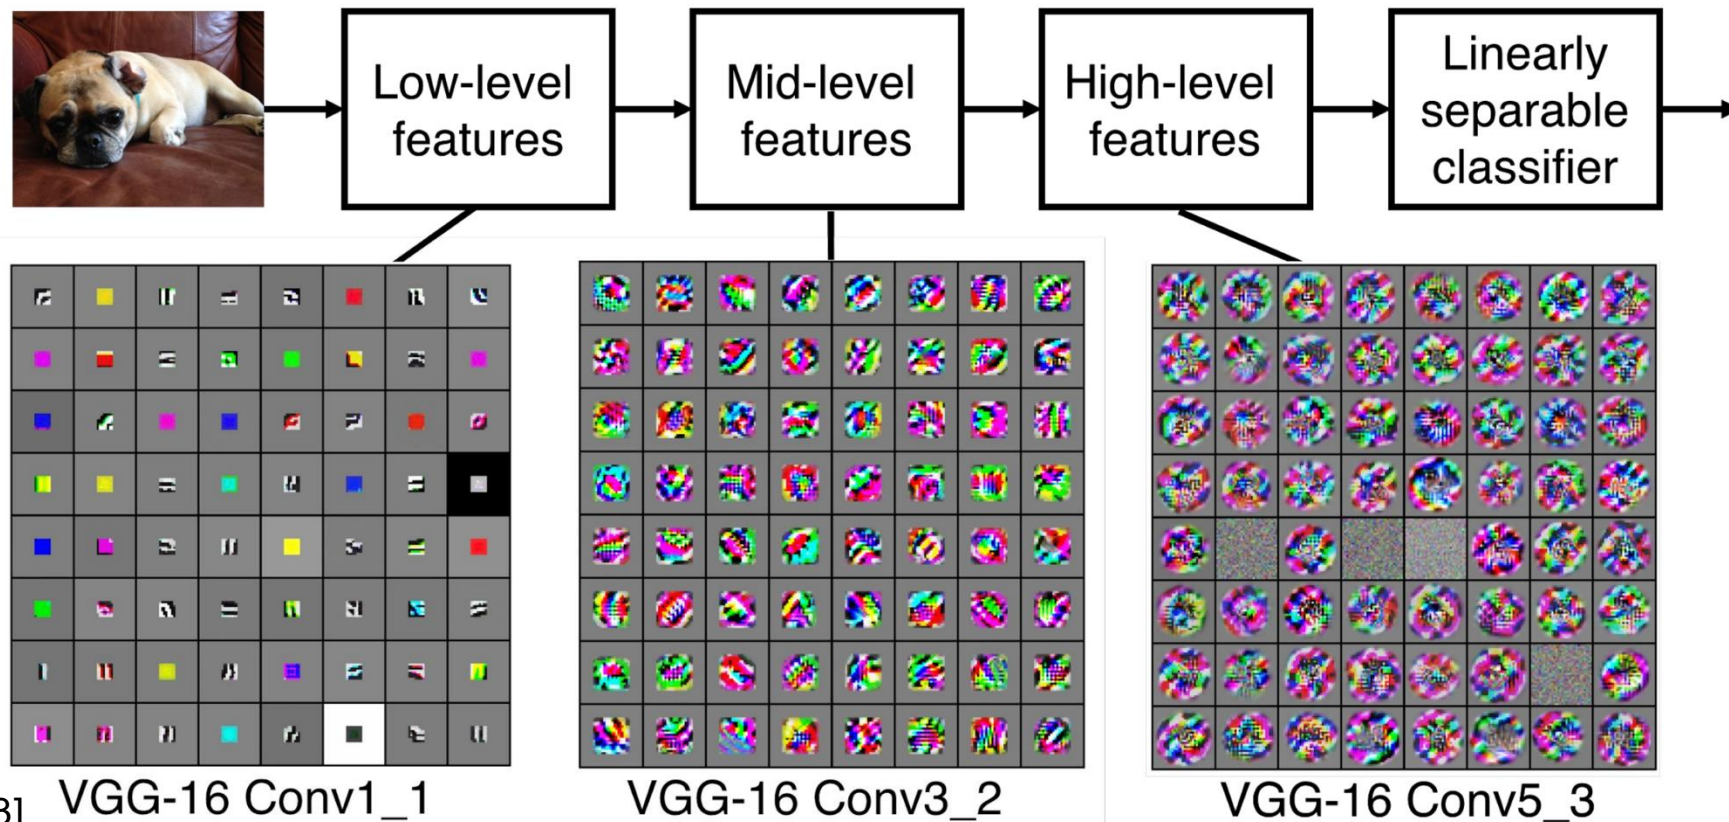 Low-level
features
Mid-level
features
High-level
features
Linearly
separable
classifier
VGG-16 Conv1_1
VGG-16 Conv3_2
VGG-16 Conv5_3